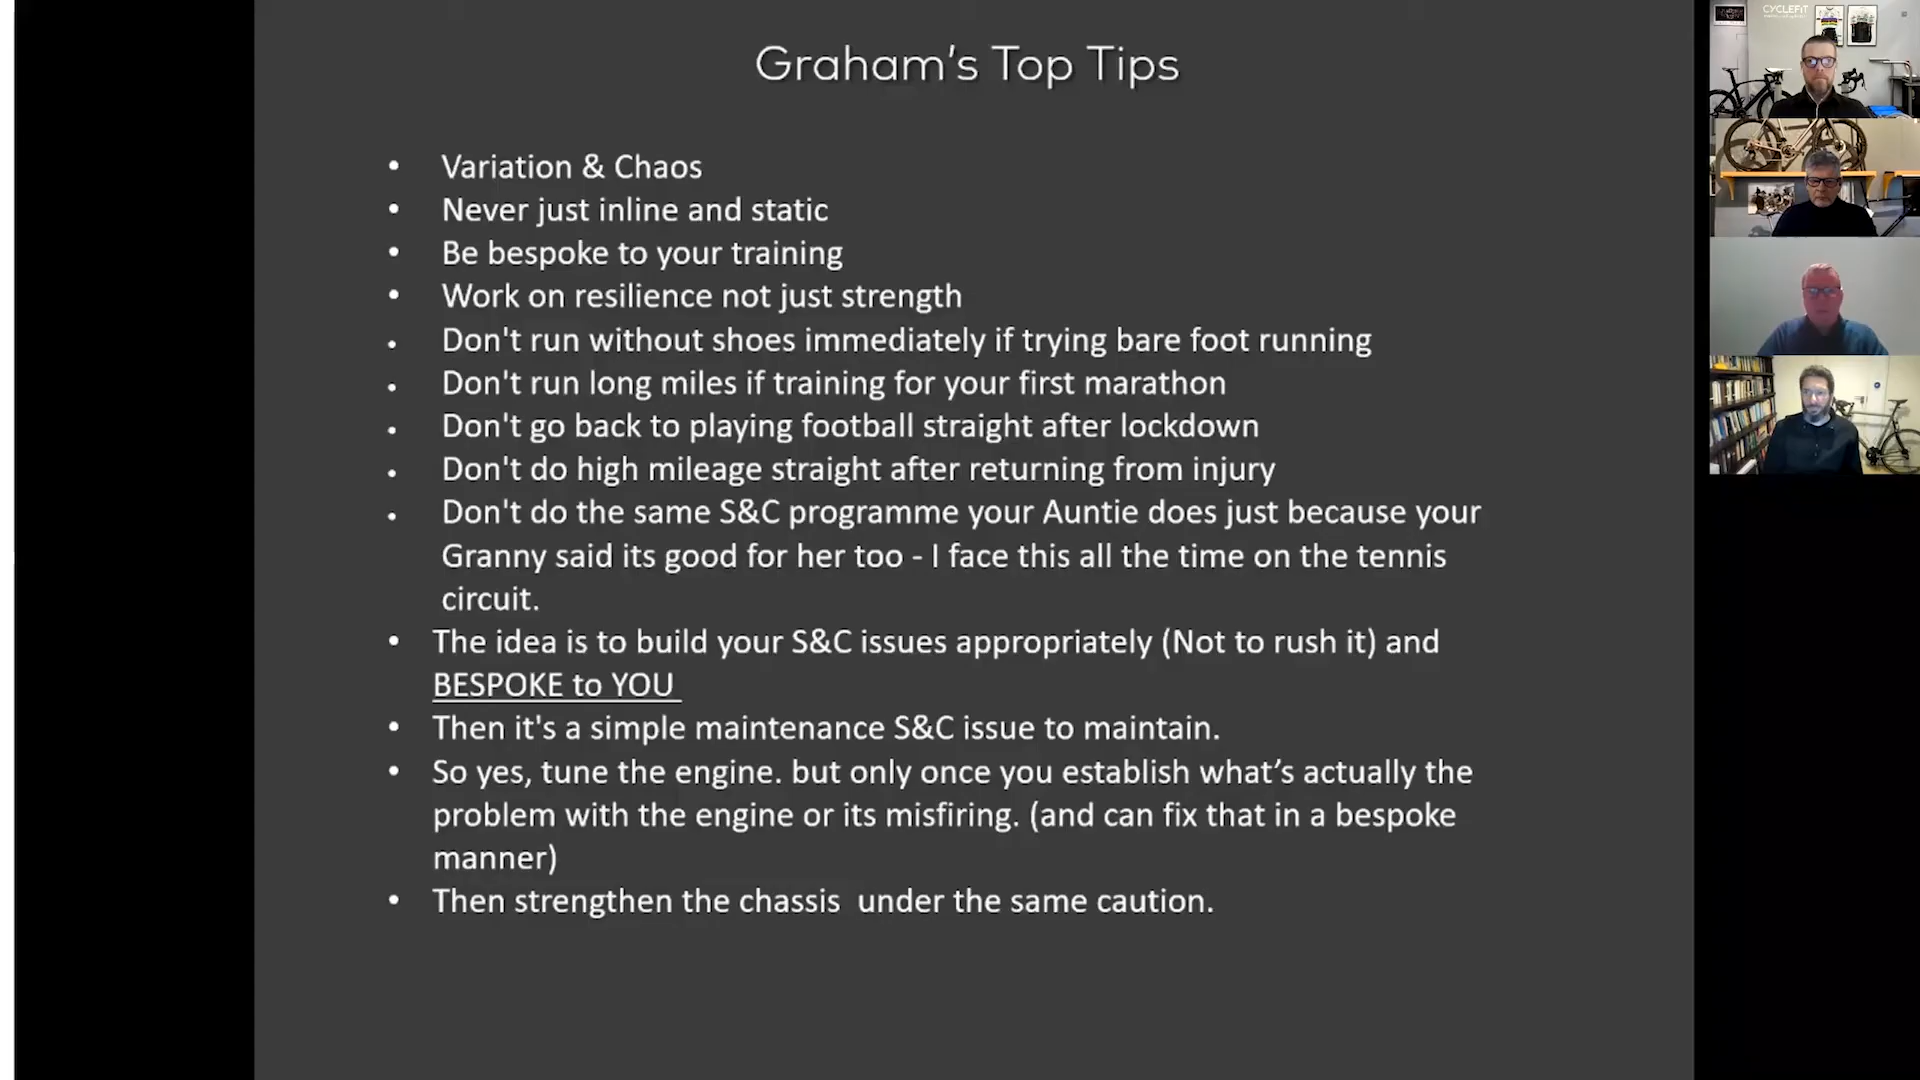 Graham's Top Tips
• Variation & Chaos
• Never just inline and static
• Be bespoke to your training
• Work on resilience not just strength
• Don't run without shoes immediately if trying bare foot running
• Don't run long miles if training for your first marathon
• Don't go back to playing football straight after lockdown
• Don't do high mileage straight after returning from injury
• Don't do the same S&C programme your Auntie does just because your
Granny said its good for her too - I face this all the time on the tennis
circuit.
• The idea is to build your S&C issues appropriately (Not to rush it) and
BESPOKE to YOU
• Then it's a simple maintenance S&C issue to maintain.
• So yes, tune the engine. but only once you establish what’s actually the
problem with the engine or its misfiring. (and can fix that in a bespoke
manner)
• Then strengthen the chassis  under the same caution.
CYCLEFIT